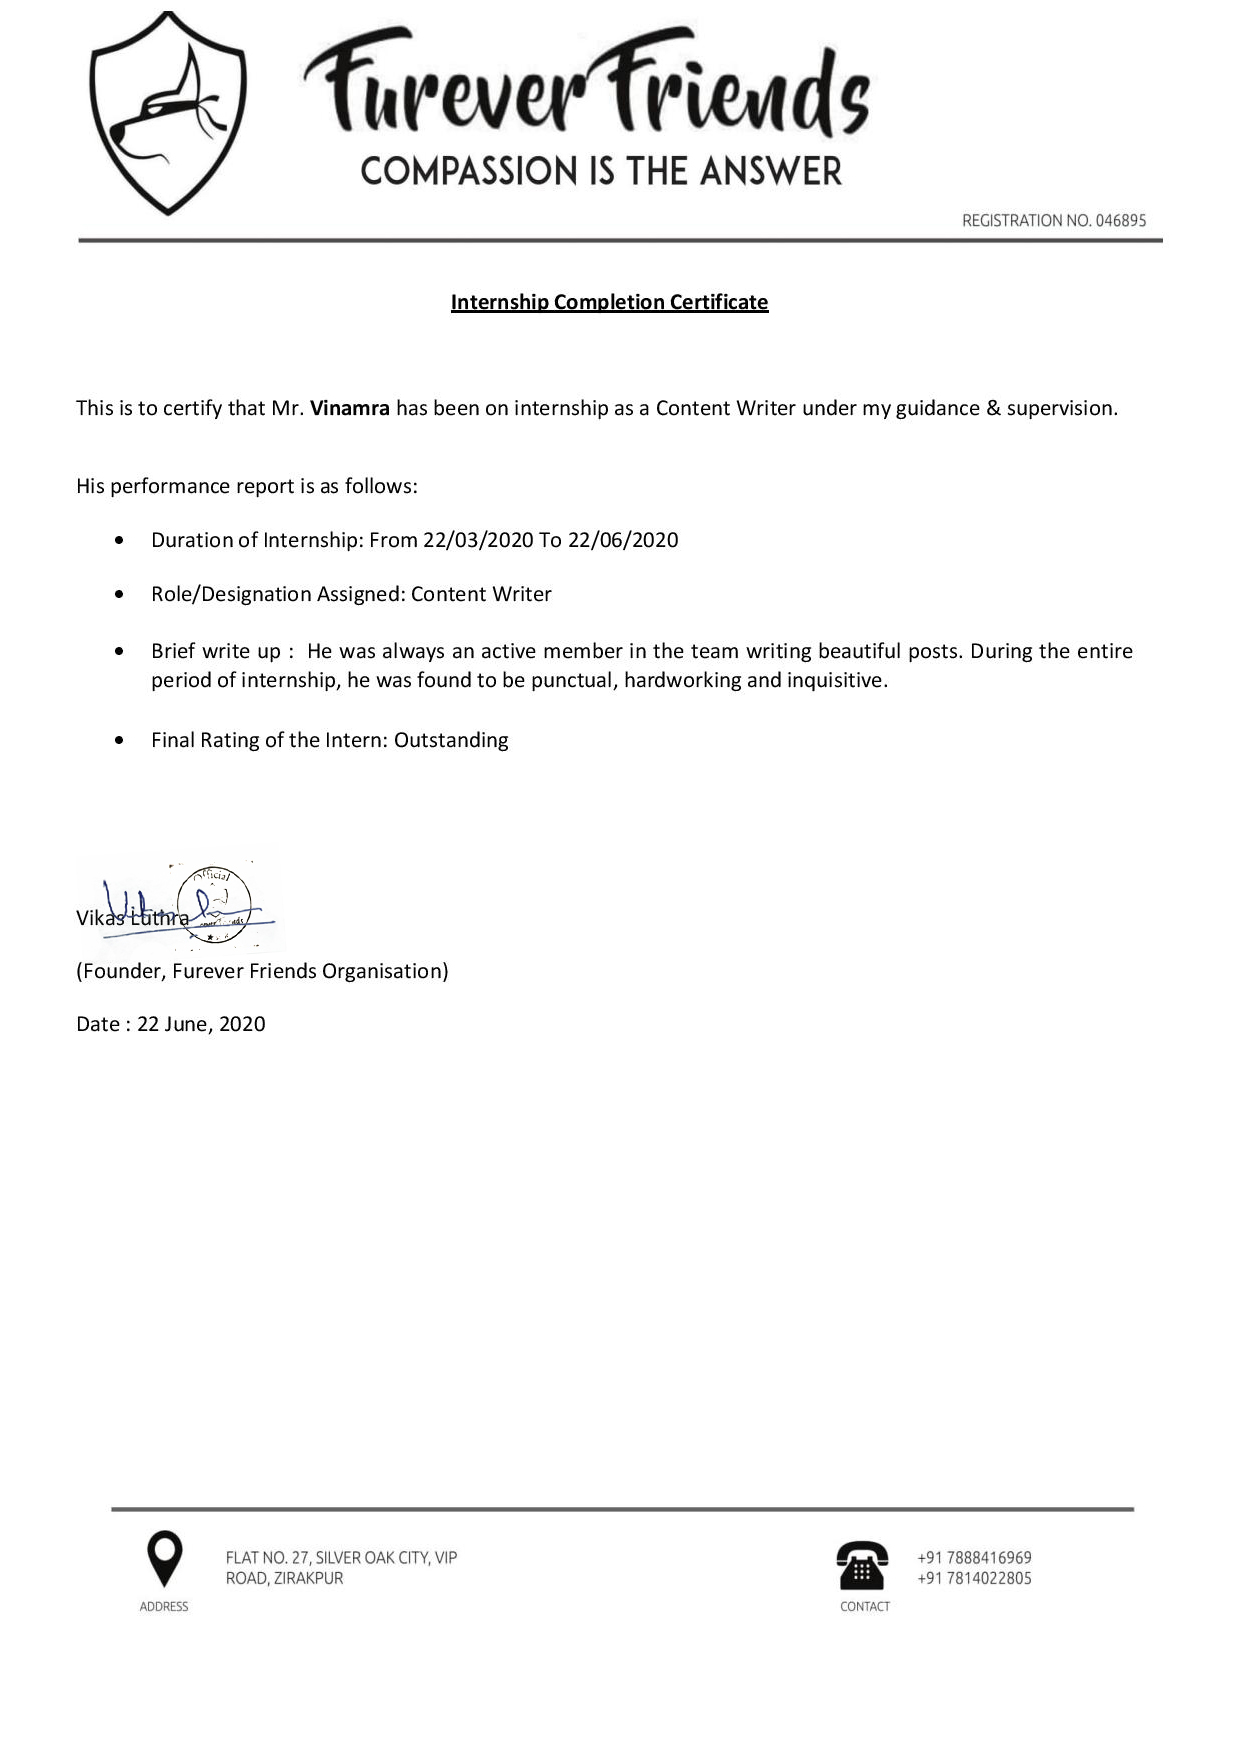 Furever Friends
COMPASSION IS THE ANSWER
REGISTRATION NO. 046895
Internship Completion Certificate
This is to certify that Mr. Vinamra has been on internship as a Content Writer under my guidance & supervision.
His performance report is as follows:
• Duration of Internship: From 22/03/2020 To 22/06/2020
• Role/Designation Assigned: Content Writer
• Brief write up : He was always an active member in the team writing beautiful posts. During the entire
period of internship, he was found to be punctual, hardworking and inquisitive.
• Final Rating of the Intern: Outstanding
Official
Vikas Luthra
(Founder, Furever Friends Organisation)
Date : 22 June, 2020
FLAT NO. 27, SILVER OAK CITY, VIP
ROAD, ZIRAKPUR
ADDRESS
+91 7888416969
+91 7814022805
CONTACT